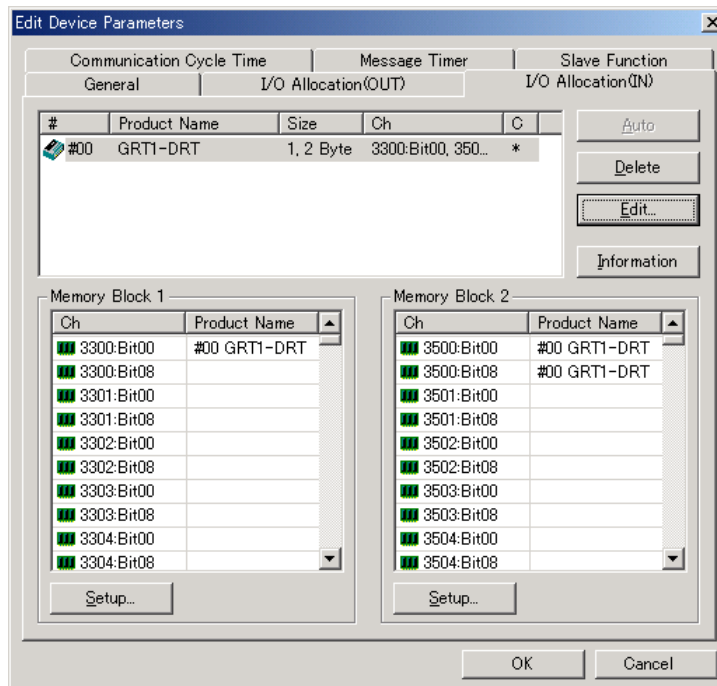 Edit Device Parameters
Communication Cycle Time Message Timer Slave Function
General I/O Allocation(OUT) I/O Allocation(IN)
# Product Name Size Ch C
#00 GRT1-DRT 1, 2 Byte 3300:Bit00, 350... *
Auto
Delete
Edit...
Information
Memory Block 1
Ch Product Name
3300:Bit00 #00 GRT1-DRT
3300:Bit08
3301:Bit00
3301:Bit08
3302:Bit00
3302:Bit08
3303:Bit00
3303:Bit08
3304:Bit00
3304:Bit08
Setup...
Memory Block 2
Ch Product Name
3500:Bit00 #00 GRT1-DRT
3500:Bit08 #00 GRT1-DRT
3501:Bit00
3501:Bit08
3502:Bit00
3502:Bit08
3503:Bit00
3503:Bit08
3504:Bit00
3504:Bit08
Setup...
OK Cancel